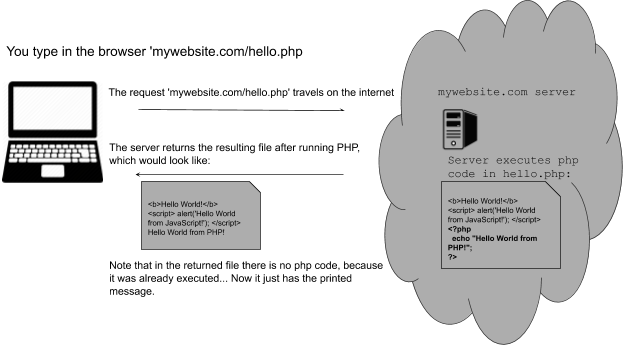 You type in the browser 'mywebsite.com/hello.php
The request 'mywebsite.com/hello.php' travels on the internet
mywebsite.com server
The server returns the resulting file after running PHP,
which would look like:
Server executes php
code in hello.php:
<b>Hello World!</b>
<script> alert('Hello World
from JavaScript!'); </script>
Hello World from PHP!
<b>Hello World!</b>
<script> alert('Hello World
from JavaScript!'); </script>
<?php
echo "Hello World from
PHP!";
?>
Note that in the returned file there is no php code, because
it was already executed... Now it just has the printed
message.